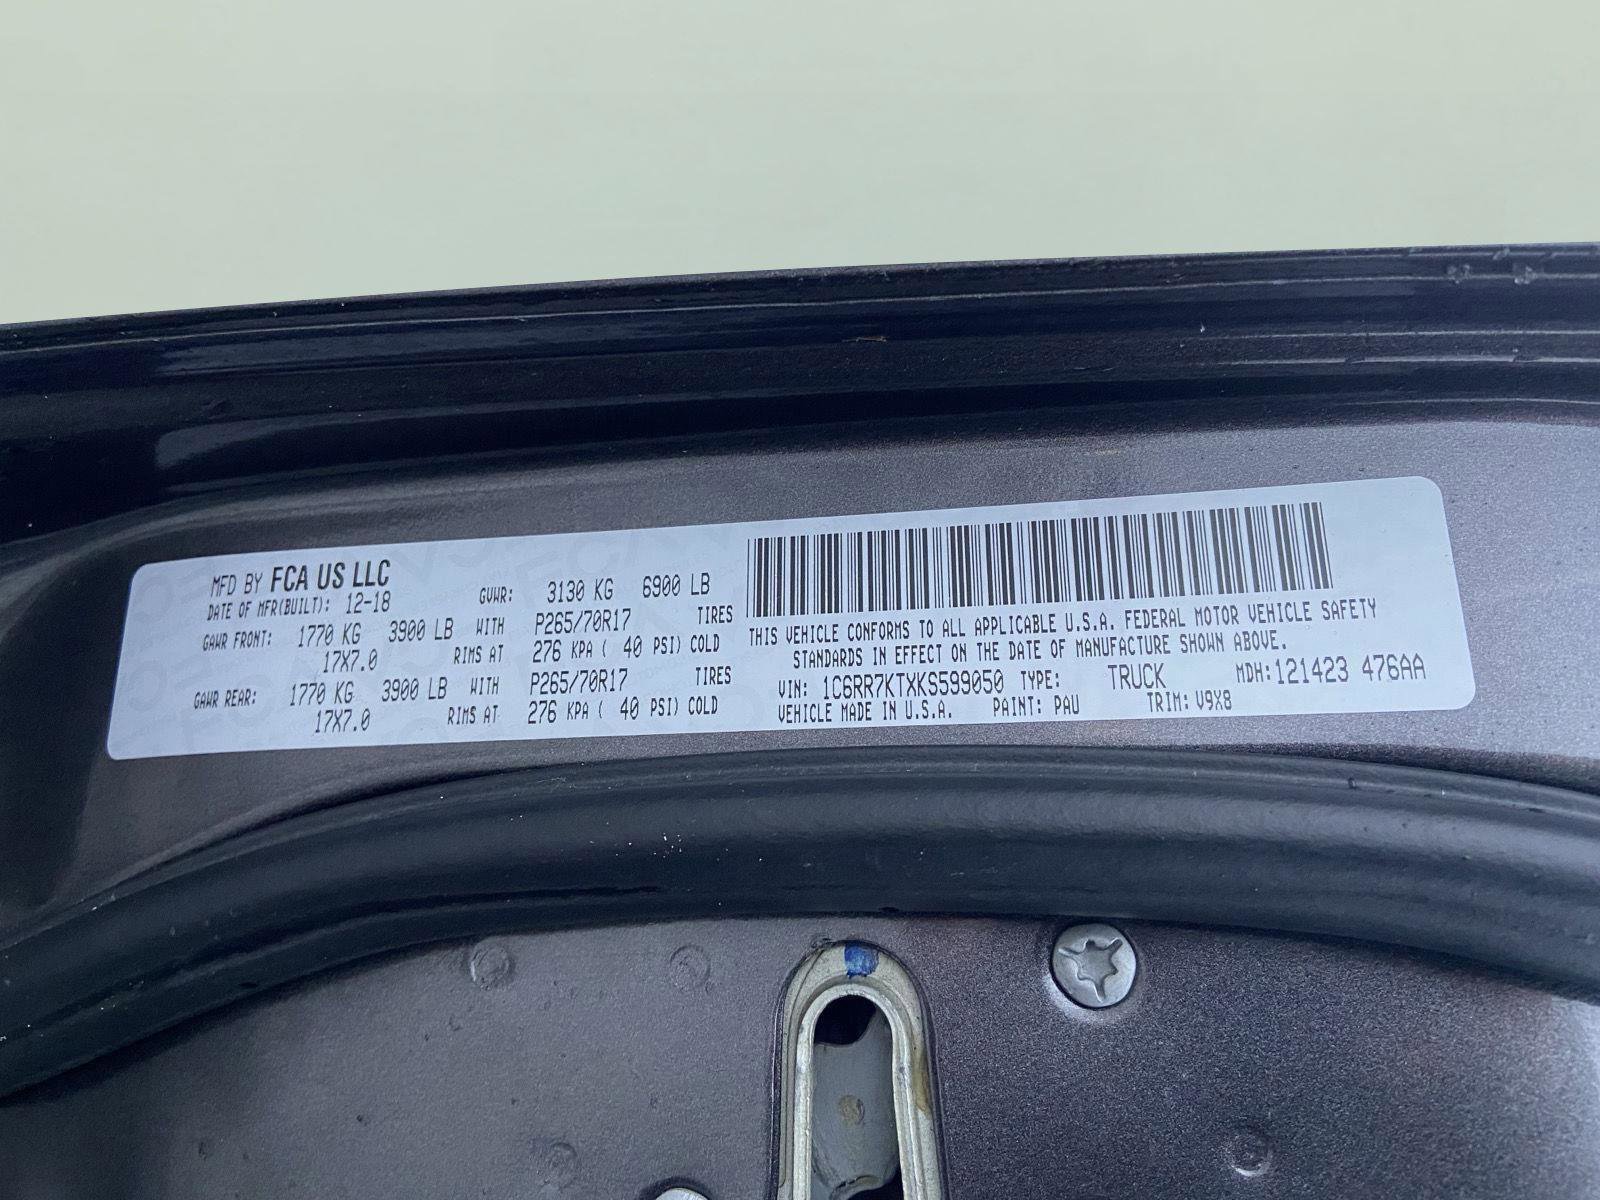 MFD BY FCA US LLC
DATE OF MFR(BUILT): 12-18 GVWR: 3130 KG 6900 LB
GAWR FRONT: 1770 KG 3900 LB WITH P265/70R17 TIRES
17X7.0 RIMS AT 276 KPA ( 40 PSI) COLD
GAWR REAR: 1770 KG 3900 LB WITH P265/70R17 TIRES
17X7.0 RIMS AT 276 KPA ( 40 PSI) COLD
THIS VEHICLE CONFORMS TO ALL APPLICABLE U.S.A. FEDERAL MOTOR VEHICLE SAFETY
STANDARDS IN EFFECT ON THE DATE OF MANUFACTURE SHOWN ABOVE.
VIN: 1C6RR7KTXKS599050 TYPE: TRUCK MDH:121423 476AA
VEHICLE MADE IN U.S.A. PAINT: PAU TRIM: V9X8